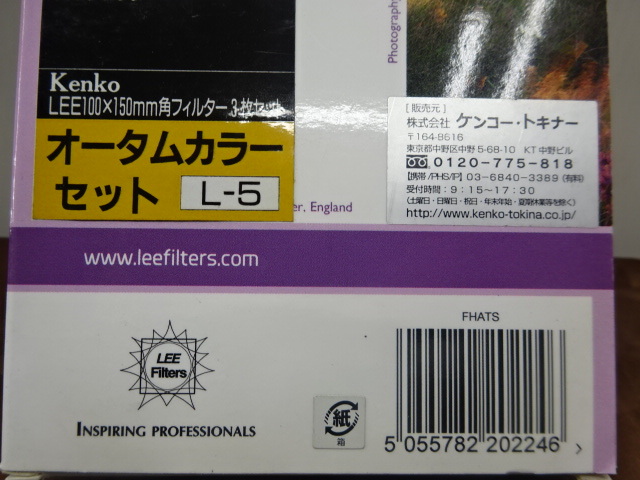 Photography
Kenko
LEE100×150mm角フィルター 3枚セット
オータムカラー
セット L-5
er, England
[販売元]
株式会社 ケンコー・トキナー
〒164-8616
東京都中野区中野 5-68-10 KT 中野ビル
0120-775-818
【携帯/PHS/IP】 03-6840-3389 (有料)
受付時間：9：15～17：30
〈土曜日・日曜日・祝日・年末年始・夏期休業等を除く〉
http://www.kenko-tokina.co.jp/
www.leefilters.com
FHATS
LEE
Filters
INSPIRING PROFESSIONALS
紙
箱
5 055782 202246 >